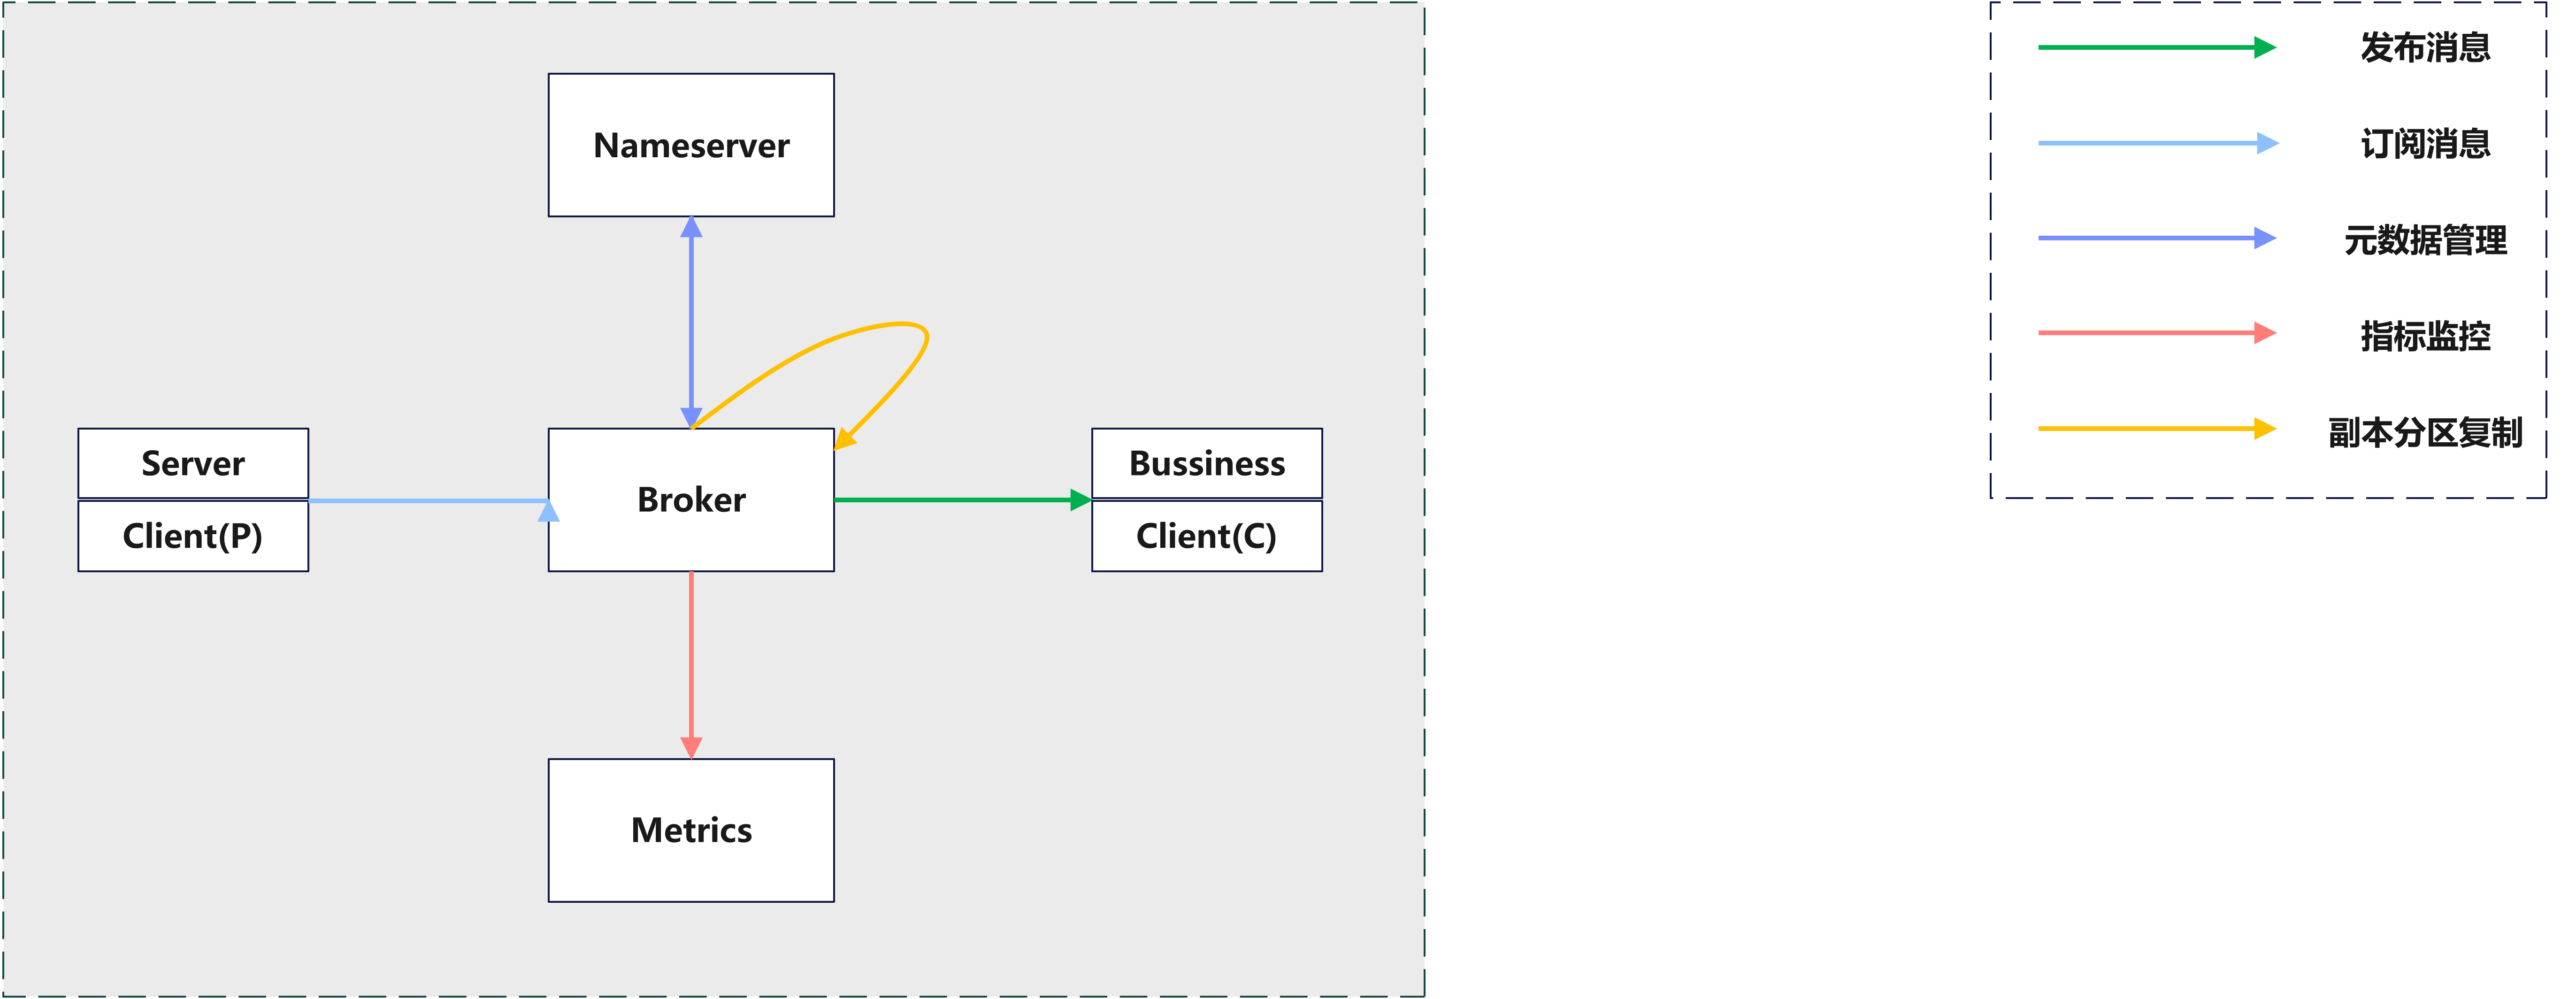 Nameserver
Server
Client(P)
Broker
Bussiness
Client(C)
Metrics
发布消息
订阅消息
元数据管理
指标监控
副本分区复制